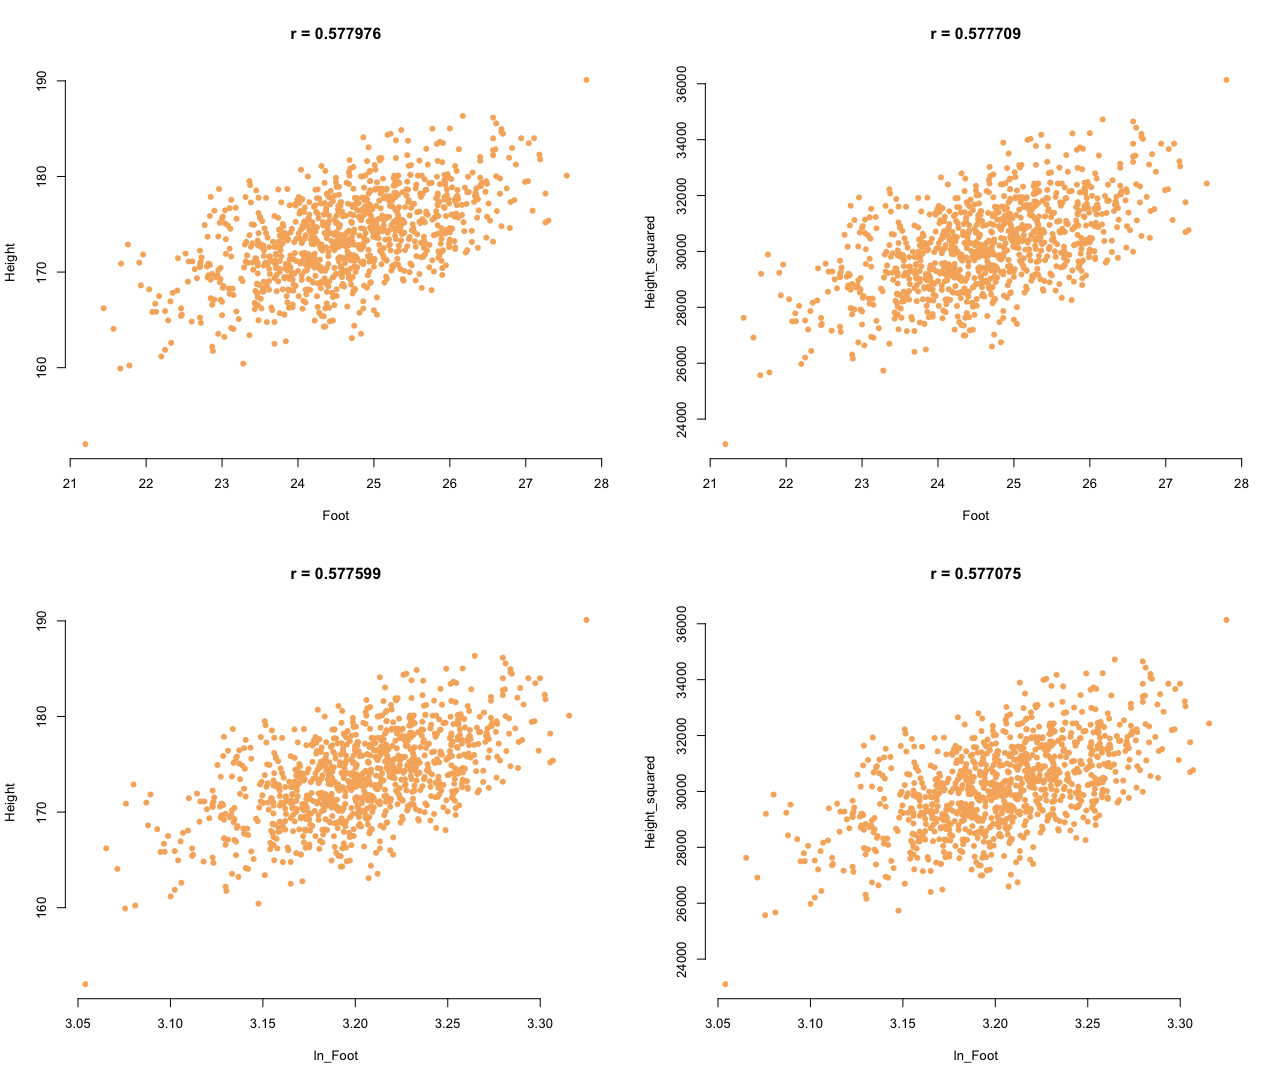 r = 0.577976
Height
160 170 180 190
21 22 23 24 25 26 27 28
Foot
r = 0.577709
Height_squared
24000 26000 28000 30000 32000 34000 36000
21 22 23 24 25 26 27 28
Foot
r = 0.577599
Height
160 170 180 190
3.05 3.10 3.15 3.20 3.25 3.30
ln_Foot
r = 0.577075
Height_squared
24000 26000 28000 30000 32000 34000 36000
3.05 3.10 3.15 3.20 3.25 3.30
ln_Foot